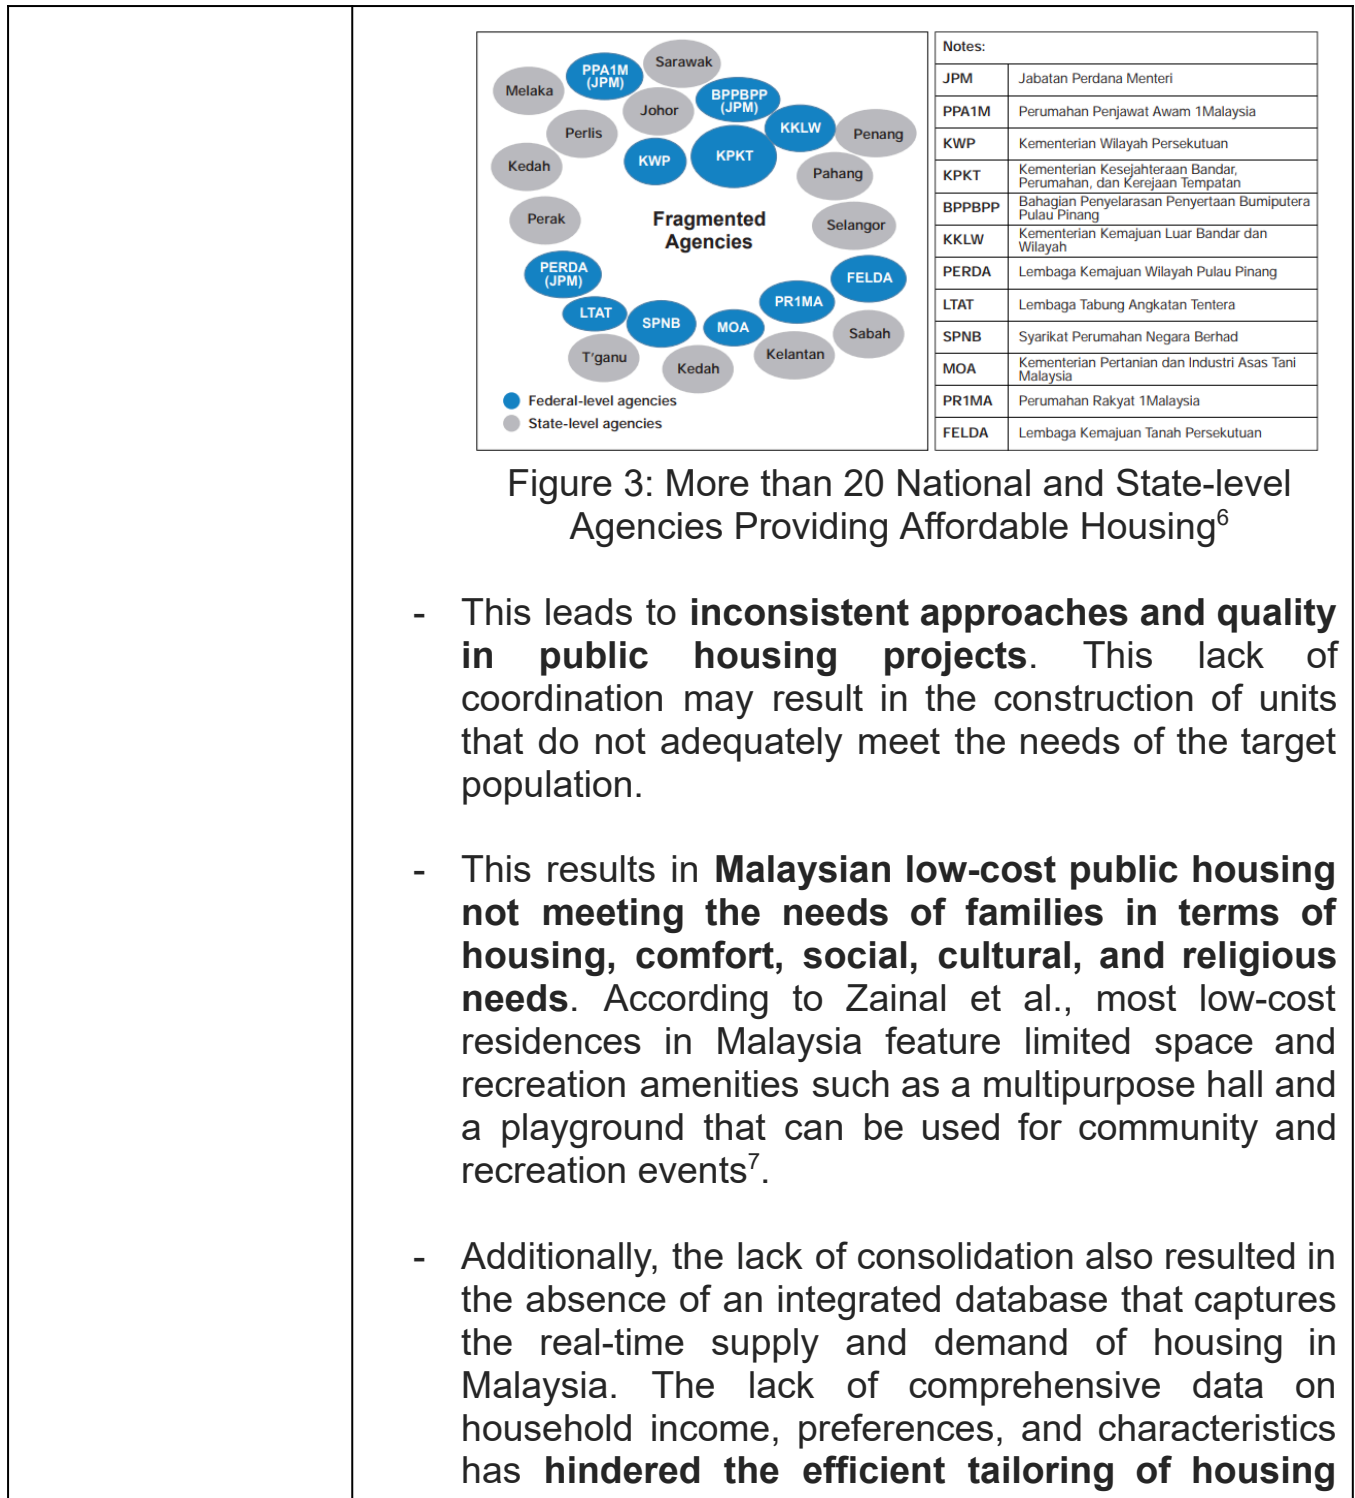 Sarawak
PPA1M
(JPM)
Melaka
BPPBPP
(JPM)
Johor
KKLW
Perlis
Penang
KWP
KPKT
Kedah
Pahang
Perak
Fragmented
Agencies
Selangor
PERDA
(JPM)
FELDA
PR1MA
LTAT
SPNB
MOA
Sabah
T'ganu
Kelantan
Kedah
Federal-level agencies
State-level agencies
Notes:
JPM Jabatan Perdana Menteri
PPA1M Perumahan Penjawat Awam 1Malaysia
KWP Kementerian Wilayah Persekutuan
KPKT Kementerian Kesejahteraan Bandar,
Perumahan, dan Kerejaan Tempatan
BPPBPP Bahagian Penyelarasan Penyertaan Bumiputera
Pulau Pinang
KKLW Kementerian Kemajuan Luar Bandar dan
Wilayah
PERDA Lembaga Kemajuan Wilayah Pulau Pinang
LTAT Lembaga Tabung Angkatan Tentera
SPNB Syarikat Perumahan Negara Berhad
MOA Kementerian Pertanian dan Industri Asas Tani
Malaysia
PR1MA Perumahan Rakyat 1Malaysia
FELDA Lembaga Kemajuan Tanah Persekutuan
Figure 3: More than 20 National and State-level
Agencies Providing Affordable Housing6
- This leads to inconsistent approaches and quality
in public housing projects. This lack of
coordination may result in the construction of units
that do not adequately meet the needs of the target
population.
- This results in Malaysian low-cost public housing
not meeting the needs of families in terms of
housing, comfort, social, cultural, and religious
needs. According to Zainal et al., most low-cost
residences in Malaysia feature limited space and
recreation amenities such as a multipurpose hall and
a playground that can be used for community and
recreation events7.
- Additionally, the lack of consolidation also resulted in
the absence of an integrated database that captures
the real-time supply and demand of housing in
Malaysia. The lack of comprehensive data on
household income, preferences, and characteristics
has hindered the efficient tailoring of housing